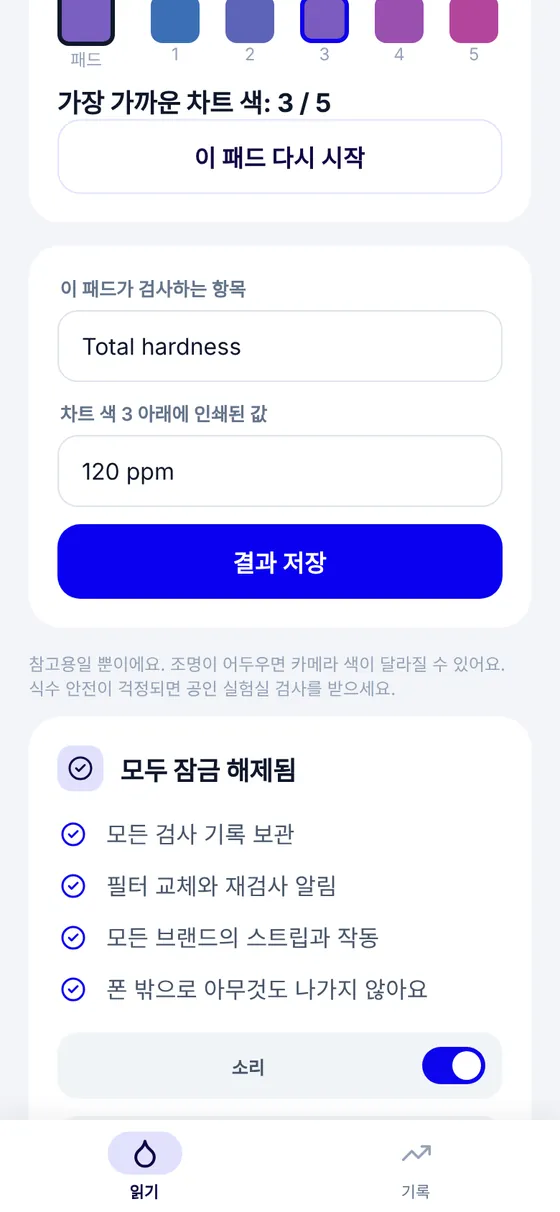 패드
1
2
3
4
5
가장 가까운 차트 색: 3 / 5
이 패드 다시 시작
이 패드가 검사하는 항목
Total hardness
차트 색 3 아래에 인쇄된 값
120 ppm
결과 저장
참고용일 뿐이에요. 조명이 어두우면 카메라 색이 달라질 수 있어요.
식수 안전이 걱정되면 공인 실험실 검사를 받으세요.
모두 잠금 해제됨
모든 검사 기록 보관
필터 교체와 재검사 알림
모든 브랜드의 스트립과 작동
폰 밖으로 아무것도 나가지 않아요
소리
읽기
기록